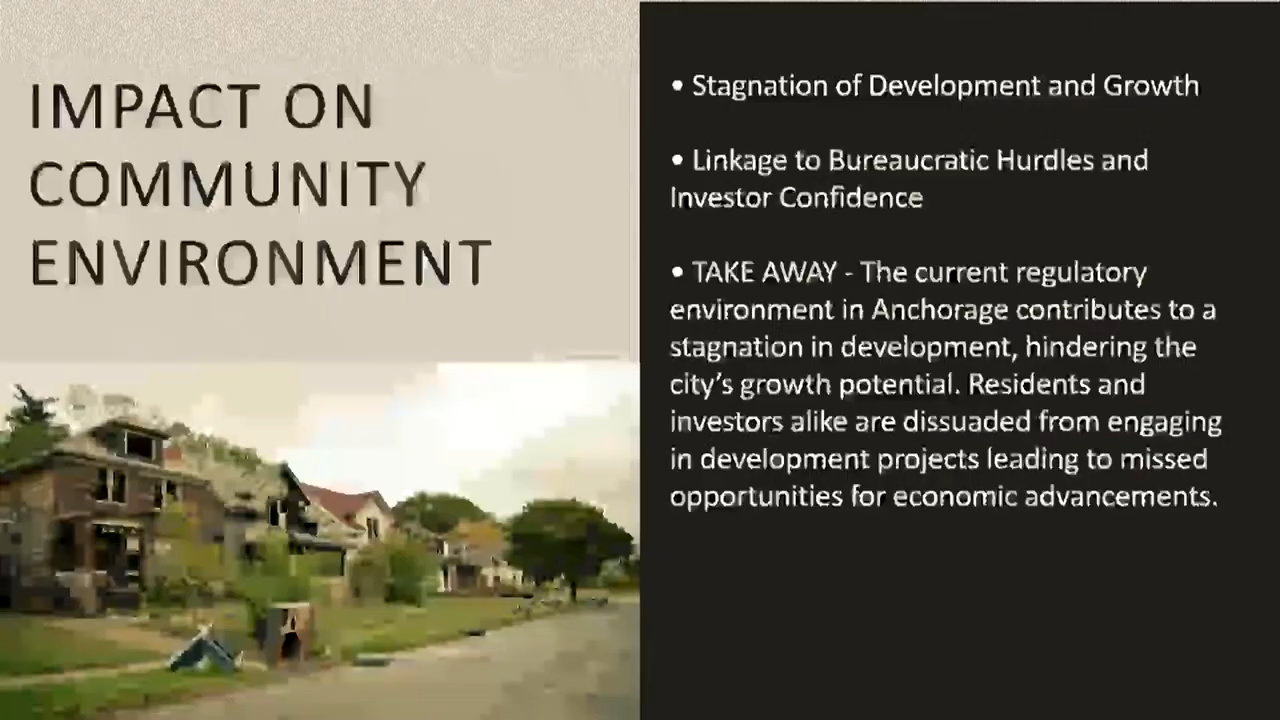 IMPACT ON
COMMUNITY
ENVIRONMENT
• Stagnation of Development and Growth
• Linkage to Bureaucratic Hurdles and
Investor Confidence
• TAKE AWAY - The current regulatory
environment in Anchorage contributes to a
stagnation in development, hindering the
city’s growth potential. Residents and
investors alike are dissuaded from engaging
in development projects leading to missed
opportunities for economic advancements.